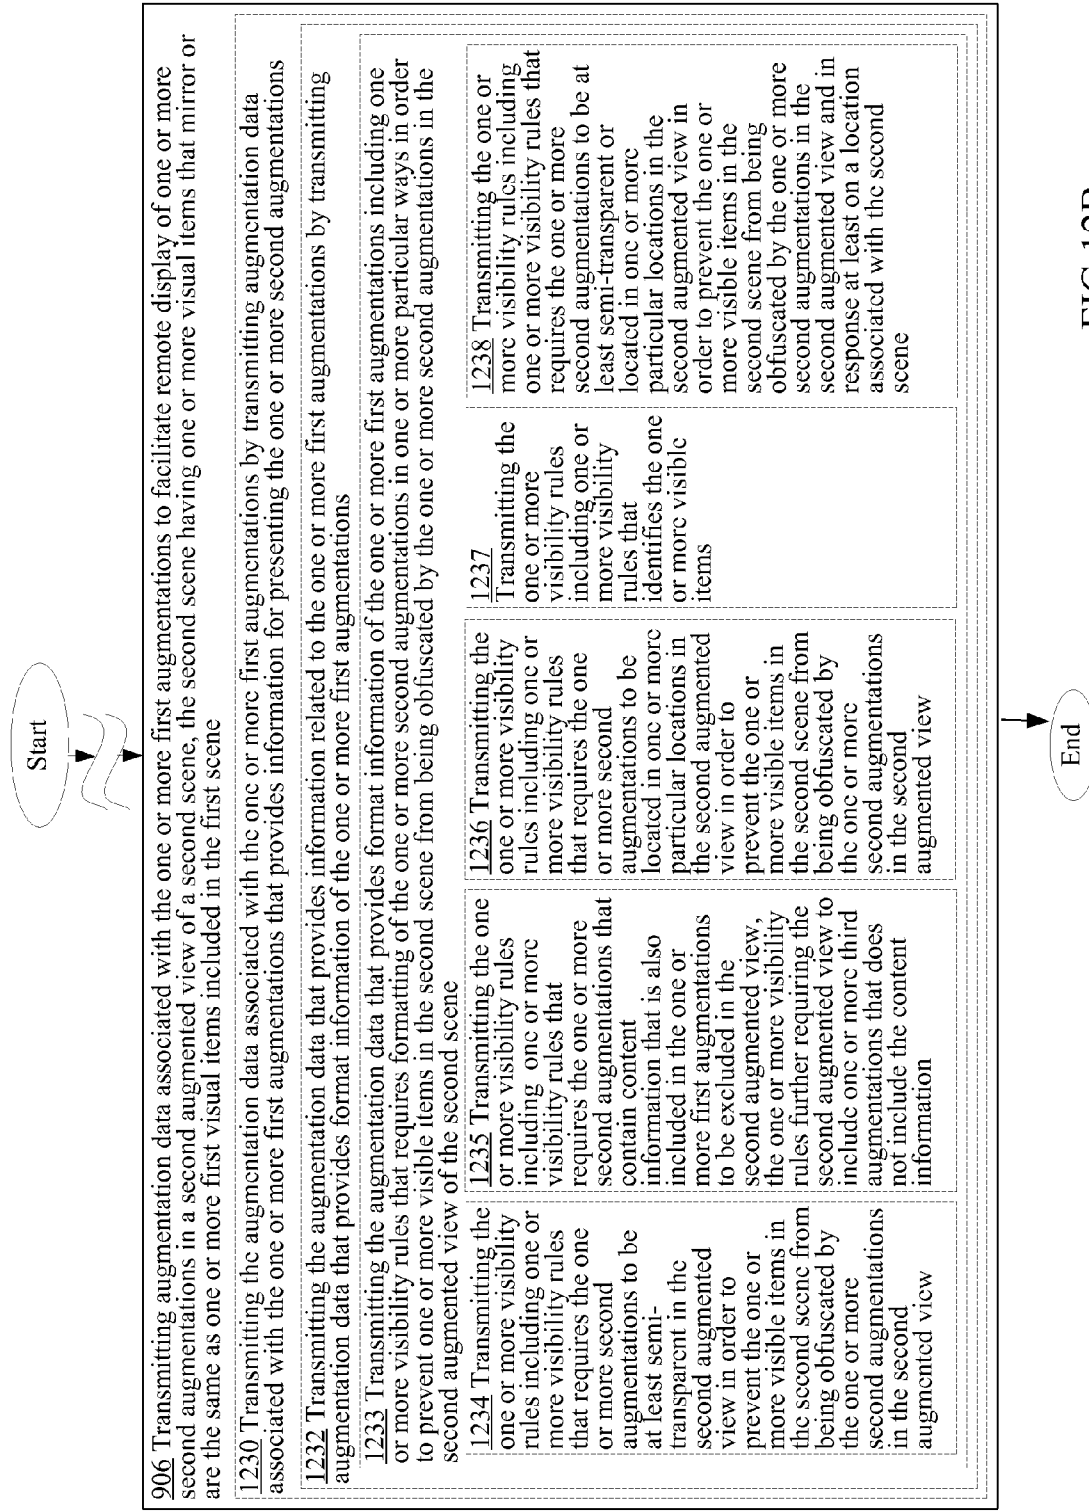 Start
906 Transmitting augmentation data associated with the one or more first augmentations to facilitate remote display of one or more
second augmentations in a second augmented view of a second scene, the second scene having one or more visual items that mirror or
are the same as one or more first visual items included in the first scene
1230 Transmitting the augmentation data associated with the one or more first augmentations by transmitting augmentation data
associated with the one or more first augmentations that provides information for presenting the one or more second augmentations
1232 Transmitting the augmentation data that provides information related to the one or more first augmentations by transmitting
augmentation data that provides format information of the one or more first augmentations
1233 Transmitting the augmentation data that provides format information of the one or more first augmentations including one
or more visibility rules that requires formatting of the one or more second augmentations in one or more particular ways in order
to prevent one or more visible items in the second scene from being obfuscated by the one or more second augmentations in the
second augmented view of the second scene
1234 Transmitting the
one or more visibility
rules including one or
more visibility rules
that requires the one
or more second
augmentations to be
at least semi-
transparent in the
second augmented
view in order to
prevent the one or
more visible items in
the second scene from
being obfuscated by
the one or more
second augmentations
in the second
augmented view
1235 Transmitting the one
or more visibility rules
including one or more
visibility rules that
requires the one or more
second augmentations that
contain content
information that is also
included in the one or
more first augmentations
to be excluded in the
second augmented view,
the one or more visibility
rules further requiring the
second augmented view to
include one or more third
augmentations that does
not include the content
information
1236 Transmitting the
one or more visibility
rules including one or
more visibility rules
that requires the one
or more second
augmentations to be
located in one or more
particular locations in
the second augmented
view in order to
prevent the one or
more visible items in
the second scene from
being obfuscated by
the one or more
second augmentations
in the second
augmented view
1237
Transmitting the
one or more
visibility rules
including one or
more visibility
rules that
identifies the one
or more visible
items
1238 Transmitting the one or
more visibility rules including
one or more visibility rules that
requires the one or more
second augmentations to be at
least semi-transparent or
located in one or more
particular locations in the
second augmented view in
order to prevent the one or
more visible items in the
second scene from being
obfuscated by the one or more
second augmentations in the
second augmented view and in
response at least on a location
associated with the second
scene
End